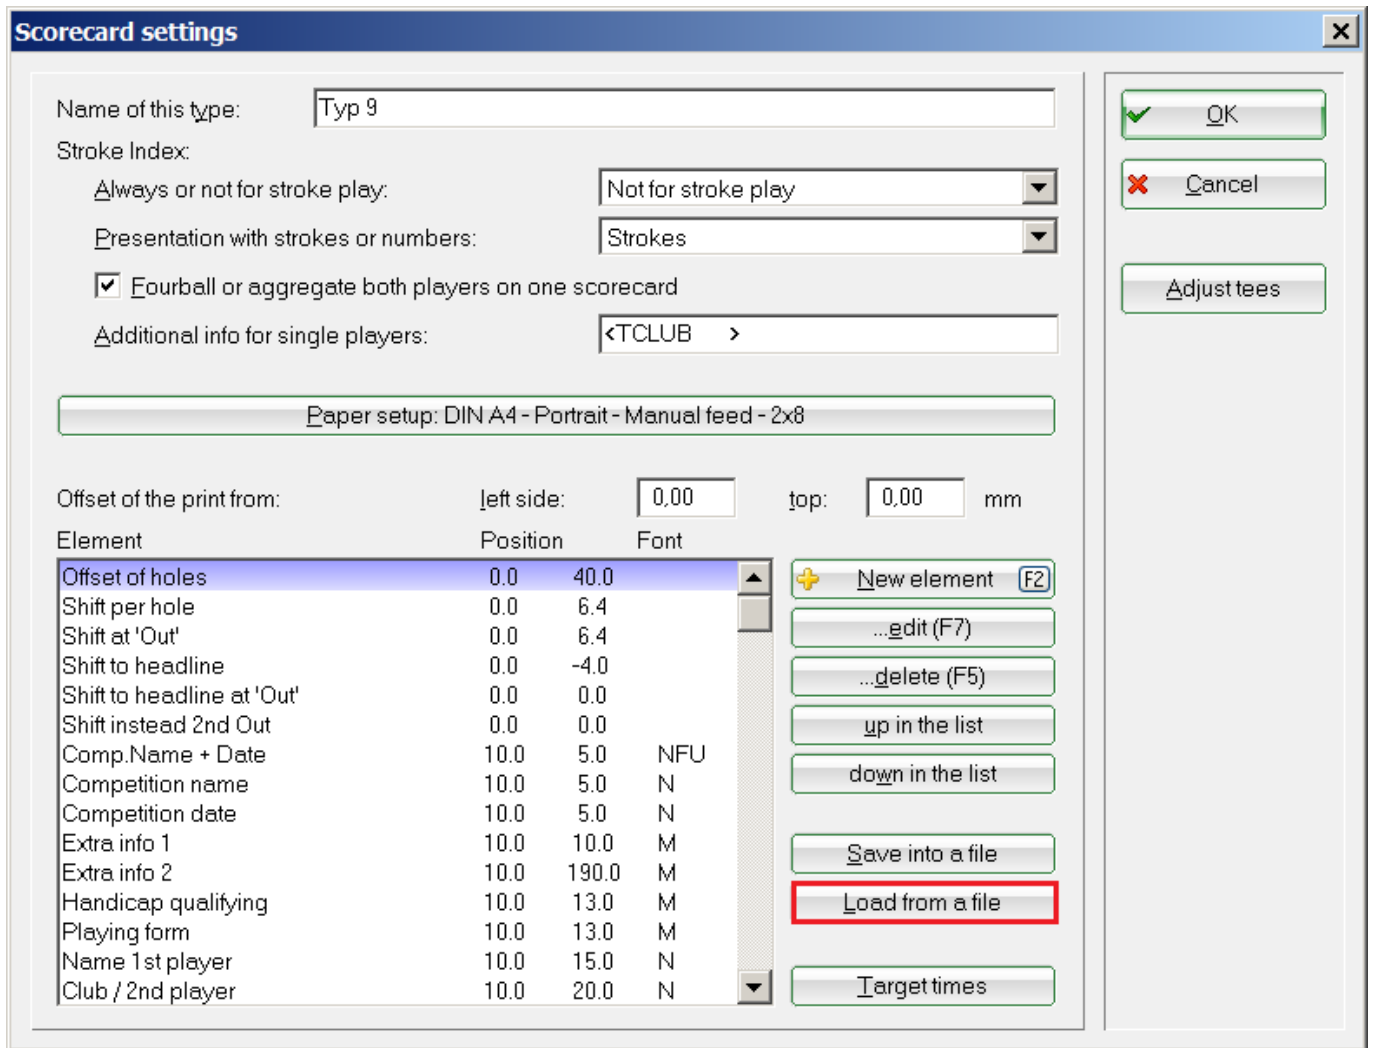 Scorecard settings
Name of this type: Typ 9
OK
Stroke Index:
Always or not for stroke play: Not for stroke play
Cancel
Presentation with strokes or numbers: Strokes
Fourball or aggregate both players on one scorecard
Adjust tees
Additional info for single players: <TCLUB >
Paper setup: DIN A4 - Portrait - Manual feed - 2x8
Offset of the print from: left side: 0,00 top: 0,00 mm
Element Position Font
Offset of holes 0.0 40.0
Shift per hole 0.0 6.4
Shift at 'Out' 0.0 6.4
Shift to headline 0.0 -4.0
Shift to headline at 'Out' 0.0 0.0
Shift instead 2nd Out 0.0 0.0
Comp.Name + Date 10.0 5.0 NFU
Competition name 10.0 5.0 N
Competition date 10.0 5.0 N
Extra info 1 10.0 10.0 M
Extra info 2 10.0 190.0 M
Handicap qualifying 10.0 13.0 M
Playing form 10.0 13.0 M
Name 1st player 10.0 15.0 N
Club / 2nd player 10.0 20.0 N
New element F2
...edit (F7)
...delete (F5)
up in the list
down in the list
Save into a file
Load from a file
Target times